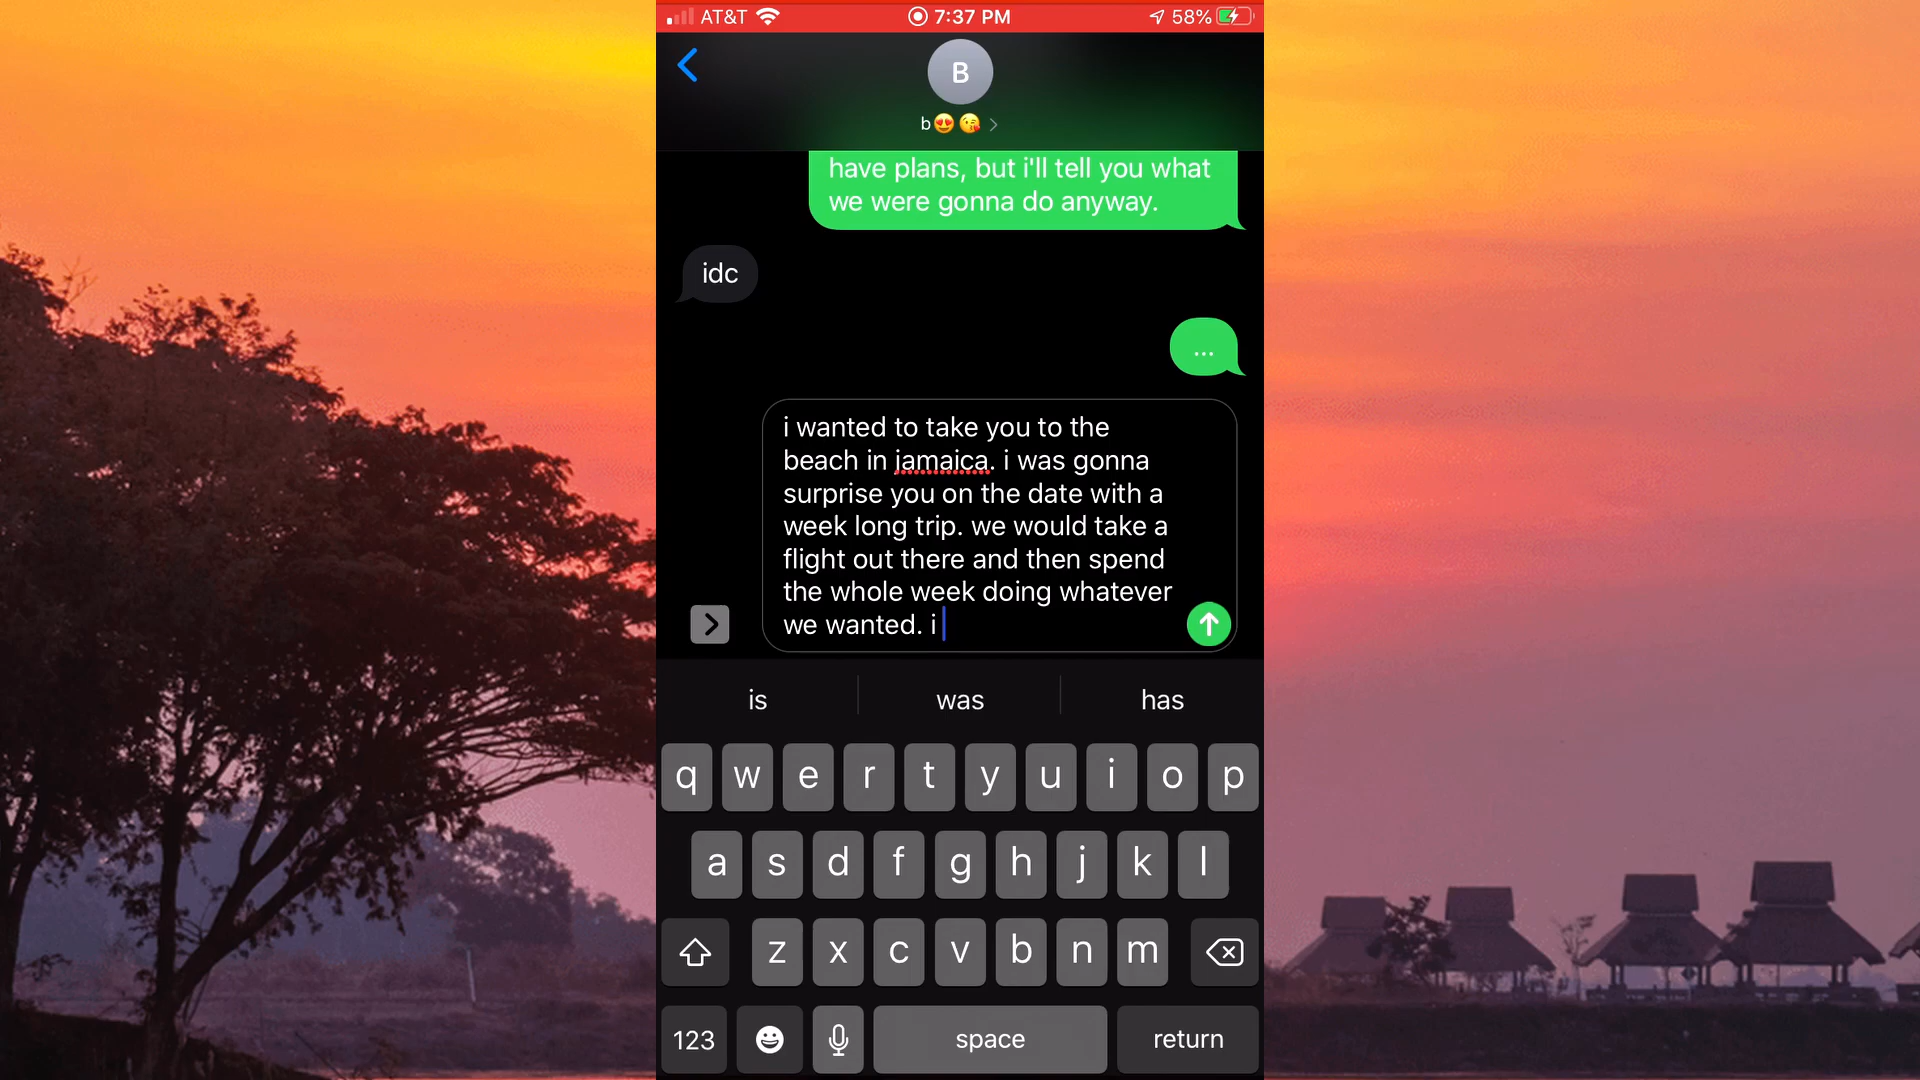 AT&T 7:37 PM 58%
B
b😍😘 >
have plans, but i'll tell you what
we were gonna do anyway.
idc
...
i wanted to take you to the
beach in jamaica. i was gonna
surprise you on the date with a
week long trip. we would take a
flight out there and then spend
the whole week doing whatever
we wanted. i
is was has
q w e r t y u i o p
a s d f g h j k l
z x c v b n m
123 space return